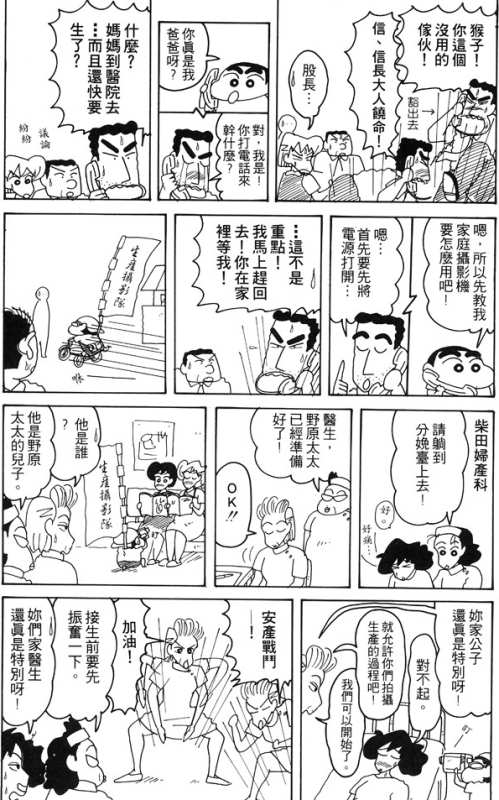 猴子！
你這個
沒用的
傢伙！
豁出去
信、信長大人饒命！
股長…
你真是我
爸爸呀？
對，我是！
你打電話來
幹什麼？
什麼？
媽媽到醫院去
…而且還快要
生了？
議論
紛紛
嗯，所以先教我
家庭攝影機
要怎麼用吧！
嗯…
首先要先將
電源打開…
…這不是
重點！
我馬上趕回
去！你在家
裡等我！
生產攝影隊
咻
柴田婦產科
請躺到
分娩臺上去！
好。
好痛
醫生，
野原太太
已經準備
好了！
OK!!
生產攝影隊
他是誰
？
他是野原
太太的兒子。
妳家公子
還真是特別呀！
對不起。
就允許你們拍攝
生產的過程吧！
我們可以開始了。
安產戰鬥
—！
加油！
接生前要先
振奮一下。
妳們家醫生
還真是特別呀！